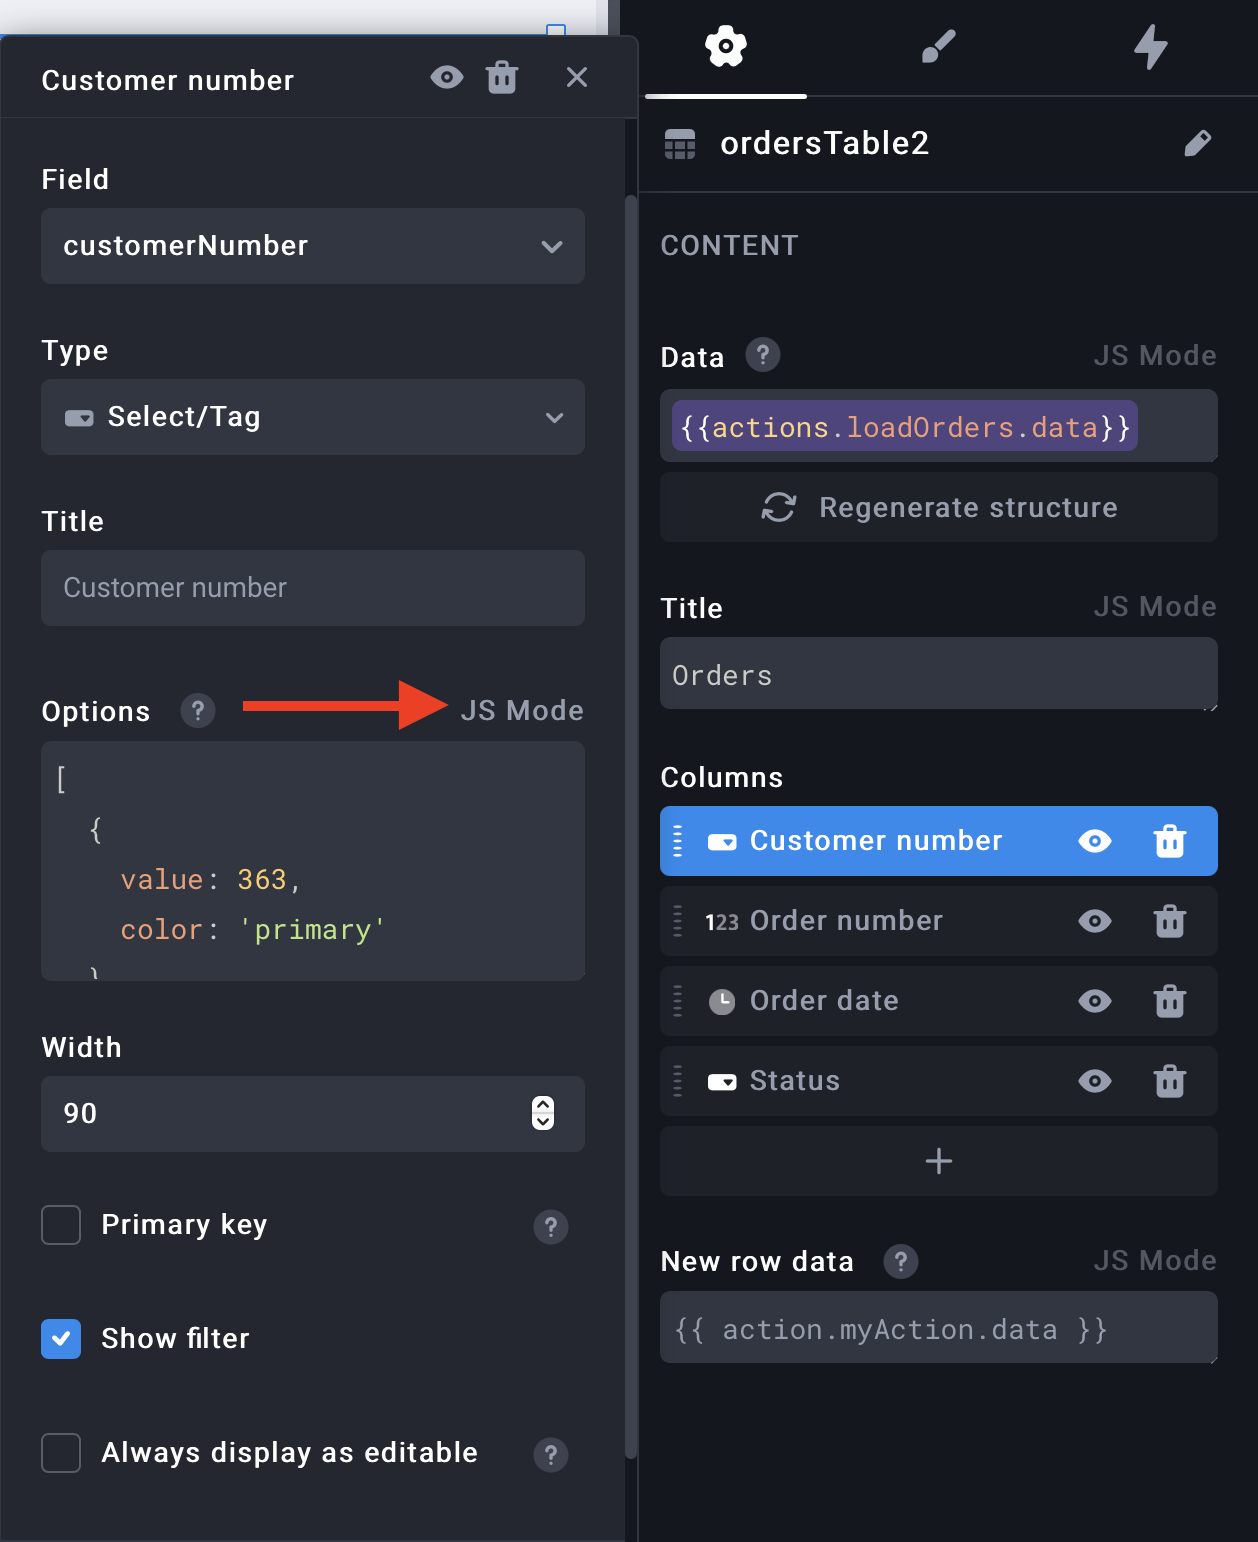 Customer number
Field
customerNumber
Type
Select/Tag
Title
Customer number
Options ? JS Mode
[
{
value: 363,
color: 'primary'
}
Width
90
Primary key ?
Show filter
Always display as editable ?
ordersTable2
CONTENT
Data ? JS Mode
{{actions.loadOrders.data}}
Regenerate structure
Title JS Mode
Orders
Columns
Customer number
123 Order number
Order date
Status
New row data ? JS Mode
{{ action.myAction.data }}